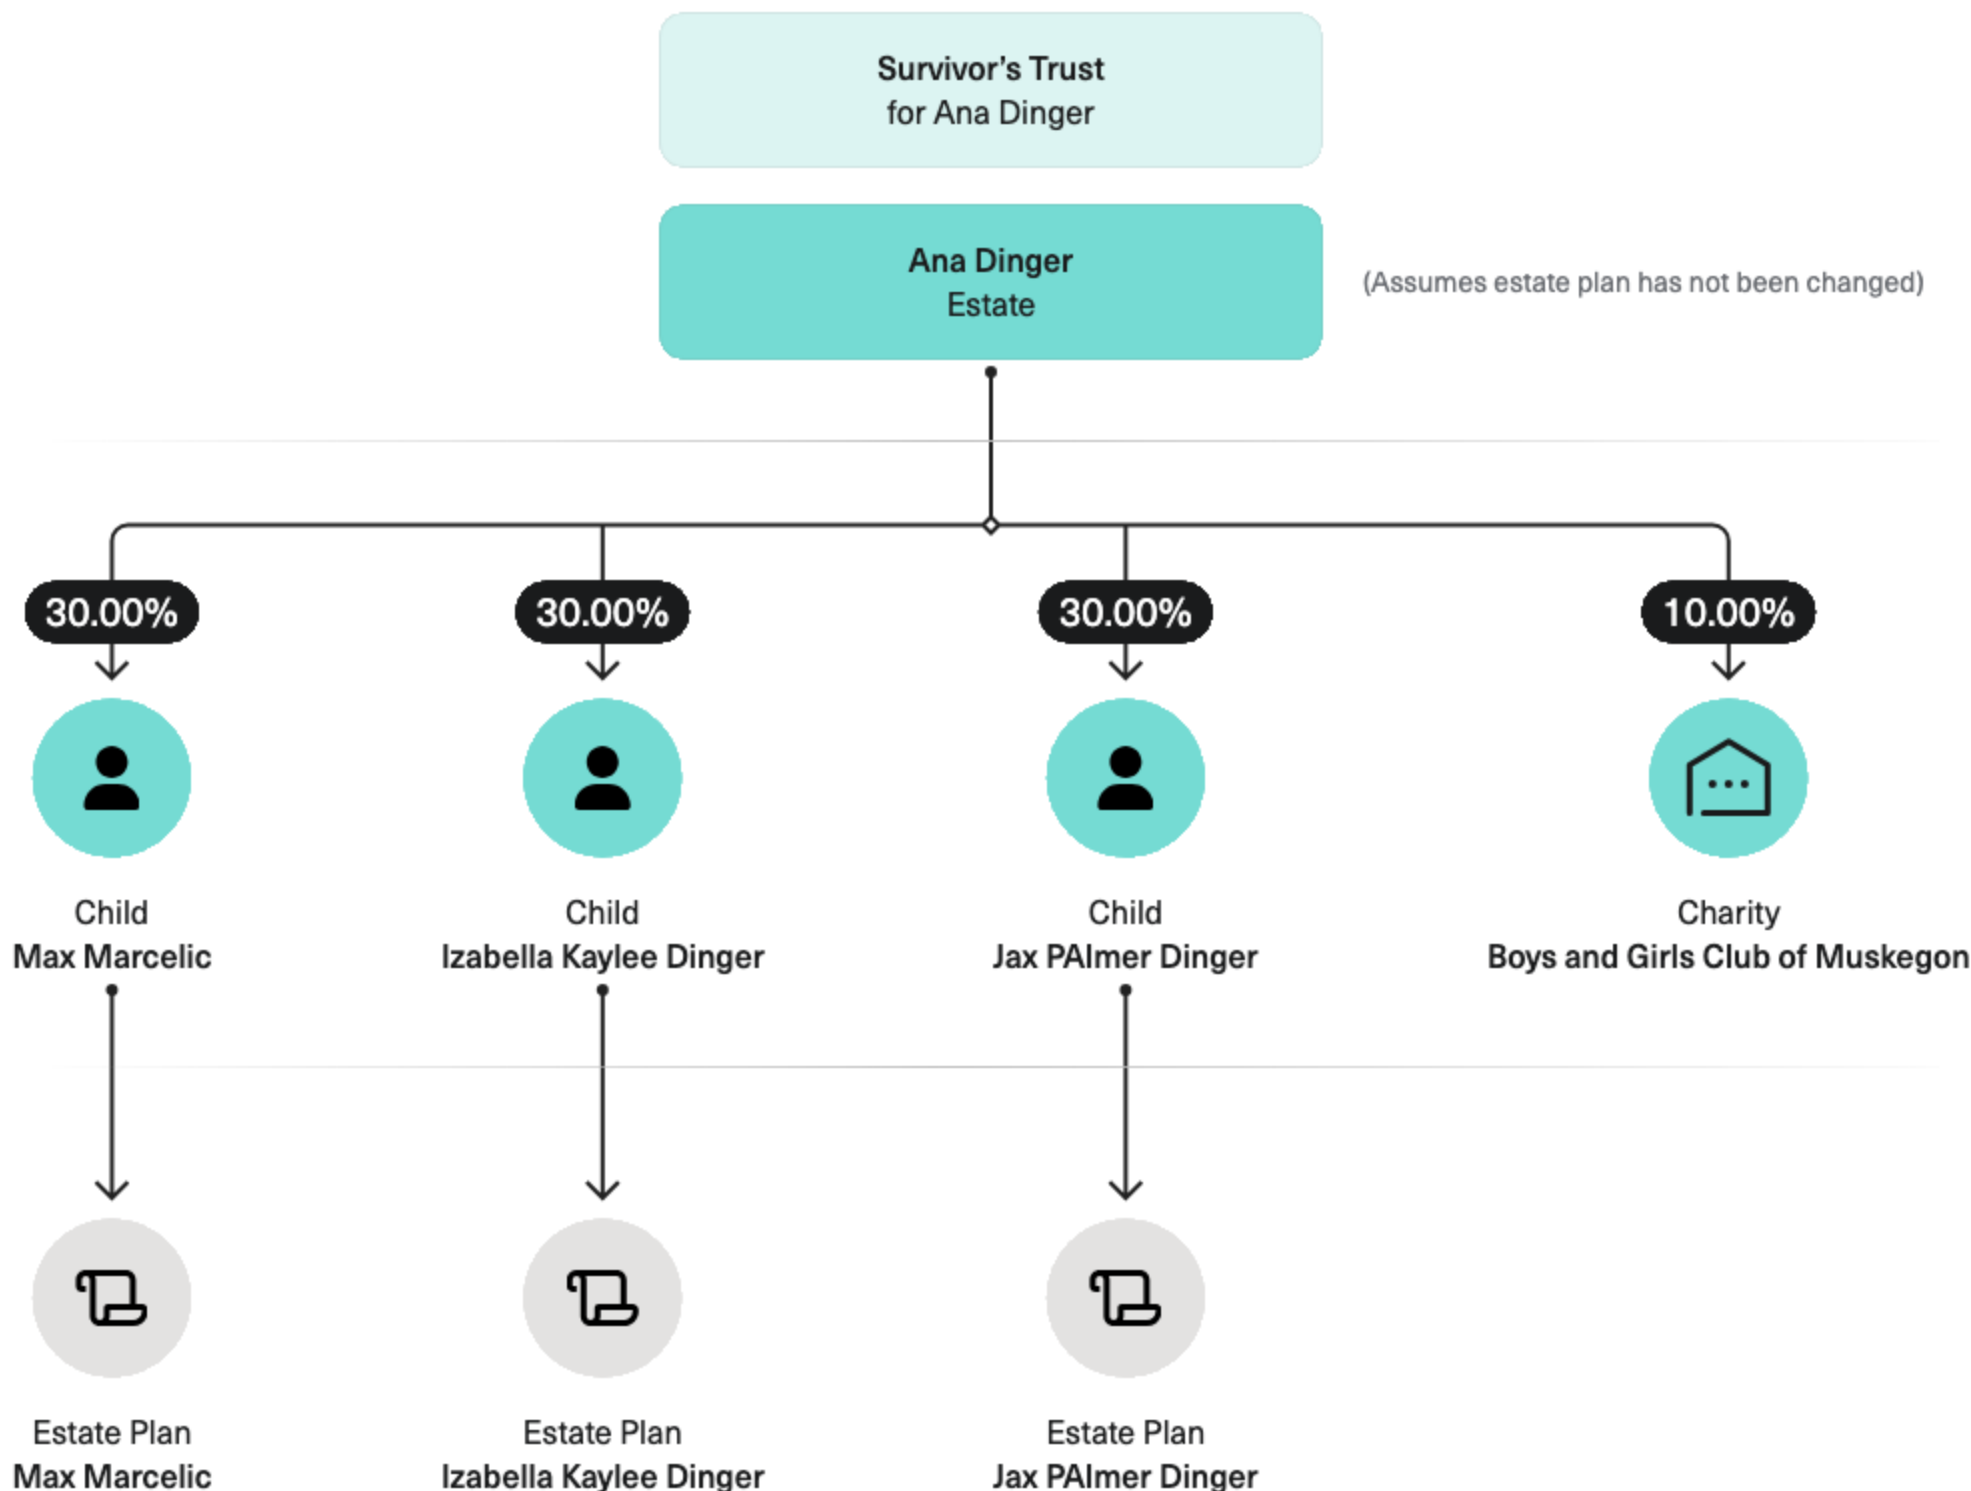 Survivor's Trust
for Ana Dinger
Ana Dinger
Estate
(Assumes estate plan has not been changed)
30.00%
30.00%
30.00%
10.00%
Child
Max Marcelic
Child
Izabella Kaylee Dinger
Child
Jax PAlmer Dinger
Charity
Boys and Girls Club of Muskegon
Estate Plan
Max Marcelic
Estate Plan
Izabella Kaylee Dinger
Estate Plan
Jax PAlmer Dinger